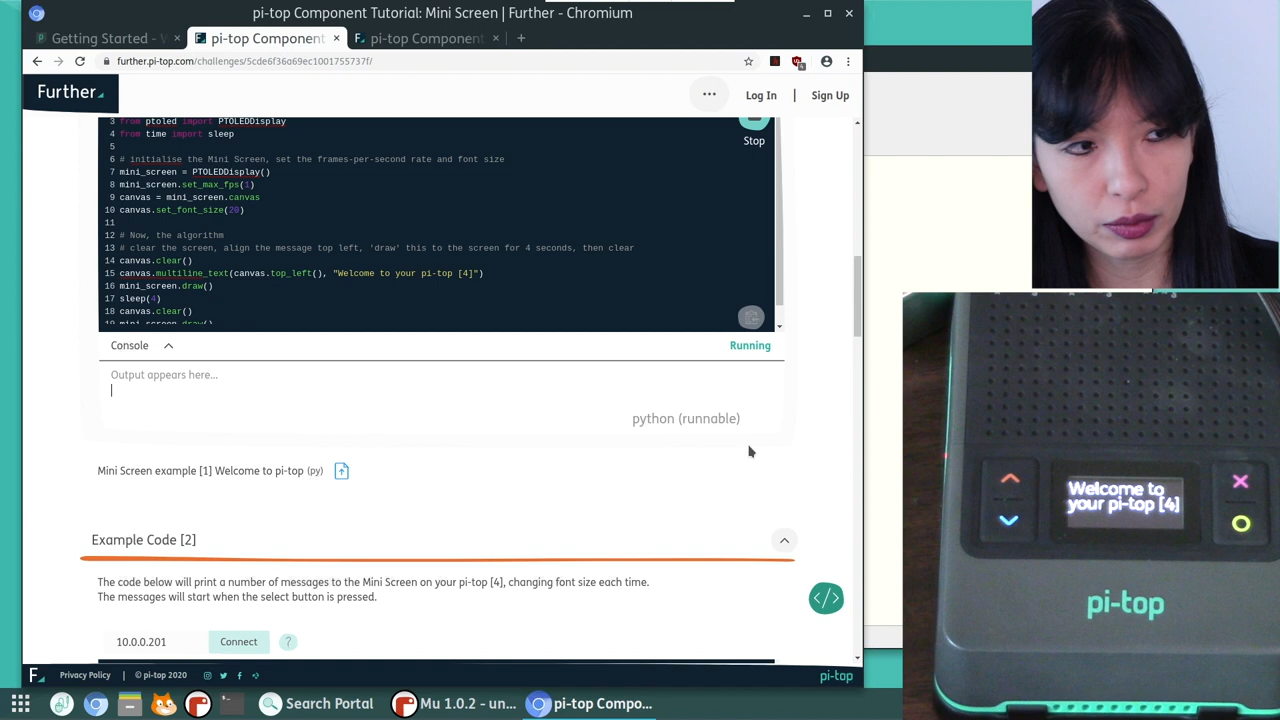 pi-top Component Tutorial: Mini Screen | Further - Chromium
Getting Started - 
pi-top Component
pi-top Component
further.pi-top.com/challenges/5cde6f36a69ec1001755737f/
Further
Log In | Sign Up
3 from ptoled import PTOLEDDisplay
4 from time import sleep
5
6 # initialise the Mini Screen, set the frames-per-second rate and font size
7 mini_screen = PTOLEDDisplay()
8 mini_screen.set_max_fps(1)
9 canvas = mini_screen.canvas
10 canvas.set_font_size(20)
11
12 # Now, the algorithm
13 # clear the screen, align the message top left, 'draw' this to the screen for 4 seconds, then clear
14 canvas.clear()
15 canvas.multiline_text(canvas.top_left(), "Welcome to your pi-top [4]")
16 mini_screen.draw()
17 sleep(4)
18 canvas.clear()
19 mini_screen.draw()
Stop
Console
Running
Output appears here...
python (runnable)
Mini Screen example [1] Welcome to pi-top (py)
Example Code [2]
The code below will print a number of messages to the Mini Screen on your pi-top [4], changing font size each time.
The messages will start when the select button is pressed.
10.0.0.201 Connect ?
</>
F Privacy Policy | © pi-top 2020
pi-top
Search Portal
Mu 1.0.2 - un...
pi-top Compo...
Welcome to
your pi-top [4]
pi-top